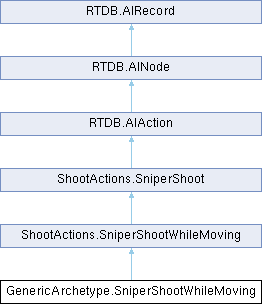 RTDB.AIRecord
RTDB.AINode
RTDB.AIAction
ShootActions.SniperShoot
ShootActions.SniperShootWhileMoving
GenericArchetype.SniperShootWhileMoving